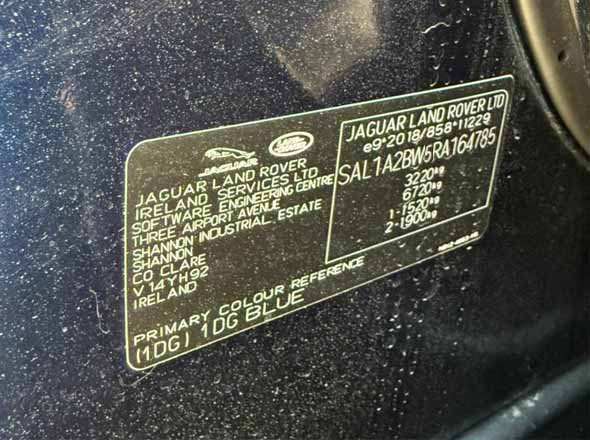 JAGUAR
LAND ROVER
JAGUAR LAND ROVER
IRELAND SERVICES LTD
SOFTWARE ENGINEERING CENTRE
THREE AIRPORT AVENUE
SHANNON INDUSTRIAL ESTATE
SHANNON
CO CLARE
V14YH92
IRELAND
PRIMARY COLOUR REFERENCE
(1DG) 1DG BLUE
JAGUAR LAND ROVER LTD
e9*2018/858*11229
SAL1A2BW5RA164785
3220kg
6720kg
1-1520kg
2-1900kg